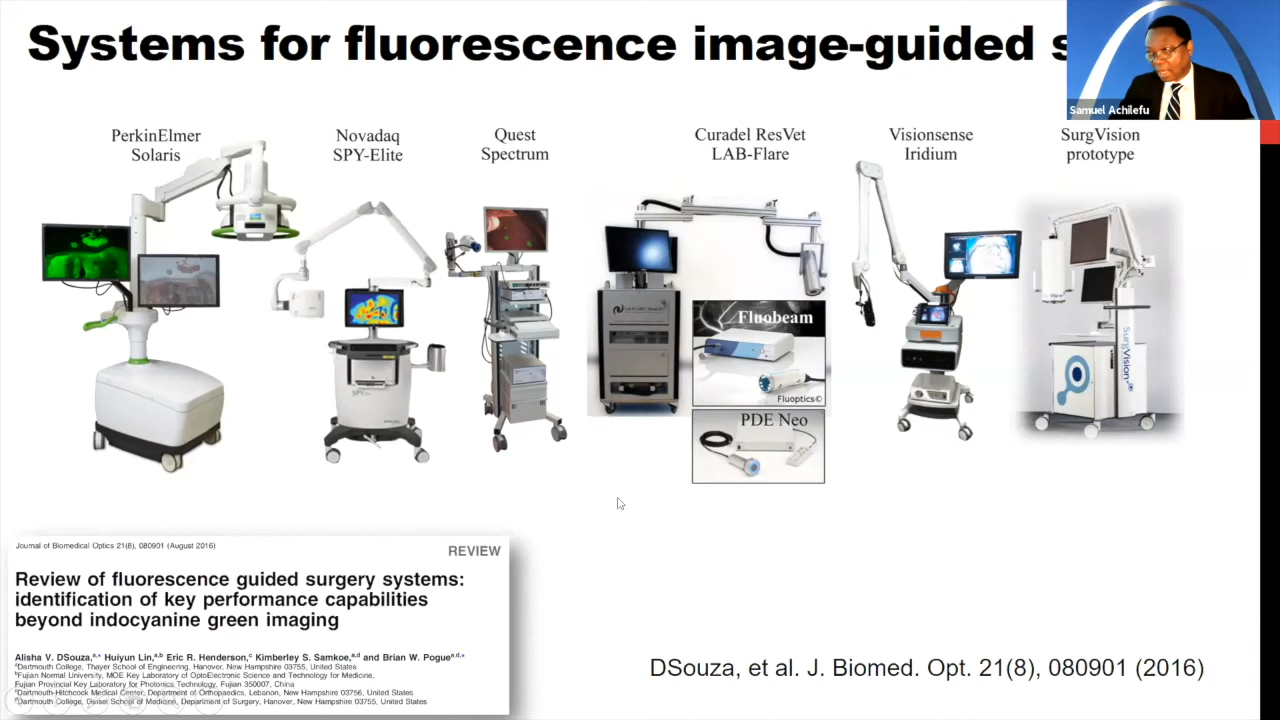 Systems for fluorescence image-guided s
Samuel Achilefu
PerkinElmer
Solaris
Novadaq
SPY-Elite
Quest
Spectrum
Curadel ResVet
LAB-Flare
Visionsense
Iridium
SurgVision
prototype
Fluobeam
Fluoptics©
PDE Neo
SurgVision
Journal of Biomedical Optics 21(8), 080901 (August 2016)
REVIEW
Review of fluorescence guided surgery systems:
identification of key performance capabilities
beyond indocyanine green imaging
Alisha V. DSouza,a,* Huiyun Lin,a,b Eric R. Henderson,c Kimberley S. Samkoe,a,d and Brian W. Poguea,d,*
aDartmouth College, Thayer School of Engineering, Hanover, New Hampshire 03755, United States
bFujian Normal University, MOE Key Laboratory of OptoElectronic Science and Technology for Medicine,
Fujian Provincial Key Laboratory for Photonics Technology, Fujian 350007, China
cDartmouth-Hitchcock Medical Center, Department of Orthopaedics, Lebanon, New Hampshire 03756, United States
dDartmouth College, Geisel School of Medicine, Department of Surgery, Hanover, New Hampshire 03755, United States
DSouza, et al. J. Biomed. Opt. 21(8), 080901 (2016)